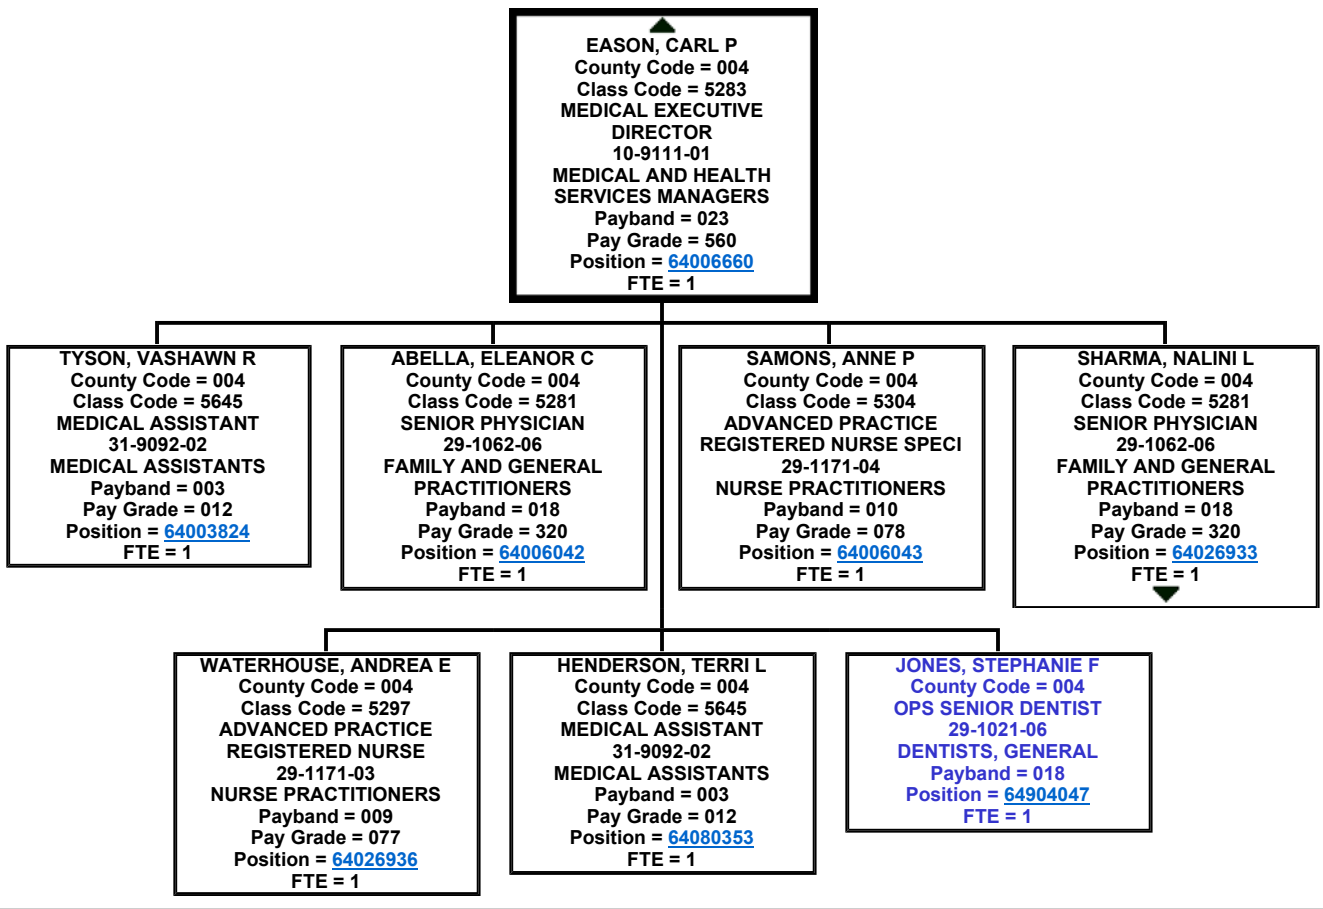 EASON, CARL P
County Code = 004
Class Code = 5283
MEDICAL EXECUTIVE
DIRECTOR
10-9111-01
MEDICAL AND HEALTH
SERVICES MANAGERS
Payband = 023
Pay Grade = 560
Position = 64006660
FTE = 1
TYSON, VASHAWN R
County Code = 004
Class Code = 5645
MEDICAL ASSISTANT
31-9092-02
MEDICAL ASSISTANTS
Payband = 003
Pay Grade = 012
Position = 64003824
FTE = 1
ABELLA, ELEANOR C
County Code = 004
Class Code = 5281
SENIOR PHYSICIAN
29-1062-06
FAMILY AND GENERAL
PRACTITIONERS
Payband = 018
Pay Grade = 320
Position = 64006042
FTE = 1
SAMONS, ANNE P
County Code = 004
Class Code = 5304
ADVANCED PRACTICE
REGISTERED NURSE SPECI
29-1171-04
NURSE PRACTITIONERS
Payband = 010
Pay Grade = 078
Position = 64006043
FTE = 1
SHARMA, NALINI L
County Code = 004
Class Code = 5281
SENIOR PHYSICIAN
29-1062-06
FAMILY AND GENERAL
PRACTITIONERS
Payband = 018
Pay Grade = 320
Position = 64026933
FTE = 1
WATERHOUSE, ANDREA E
County Code = 004
Class Code = 5297
ADVANCED PRACTICE
REGISTERED NURSE
29-1171-03
NURSE PRACTITIONERS
Payband = 009
Pay Grade = 077
Position = 64026936
FTE = 1
HENDERSON, TERRI L
County Code = 004
Class Code = 5645
MEDICAL ASSISTANT
31-9092-02
MEDICAL ASSISTANTS
Payband = 003
Pay Grade = 012
Position = 64080353
FTE = 1
JONES, STEPHANIE F
County Code = 004
OPS SENIOR DENTIST
29-1021-06
DENTISTS, GENERAL
Payband = 018
Position = 64904047
FTE = 1